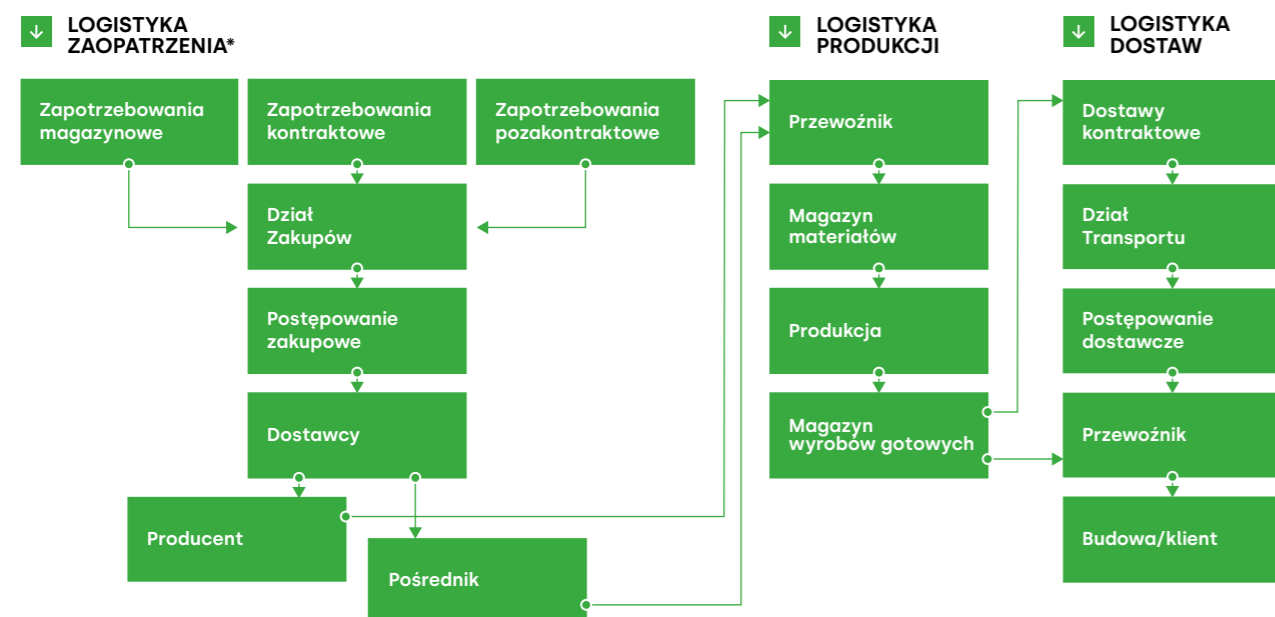 LOGISTYKA
ZAOPATRZENIA*
Zapotrzebowania
magazynowe
Zapotrzebowania
kontraktowe
Zapotrzebowania
pozakontraktowe
Dział
Zakupów
Postępowanie
zakupowe
Dostawcy
Producent
Pośrednik
LOGISTYKA
PRODUKCJI
Przewoźnik
Magazyn
materiałów
Produkcja
Magazyn
wyrobów gotowych
LOGISTYKA
DOSTAW
Dostawy
kontraktowe
Dział
Transportu
Postępowanie
dostawcze
Przewoźnik
Budowa/klient